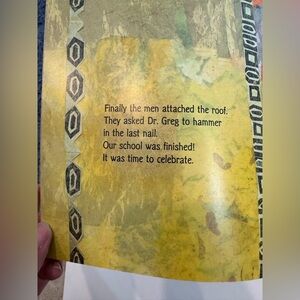 Finally the men attached the roof.
They asked Dr. Greg to hammer
in the last nail.
Our school was finished!
It was time to celebrate.